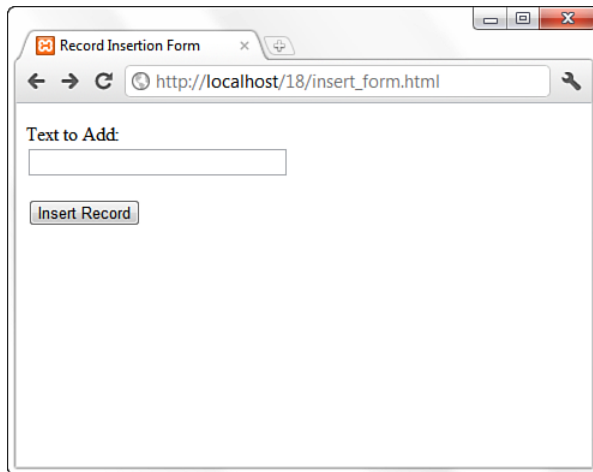 Record Insertion Form
http://localhost/18/insert_form.html
Text to Add:
Insert Record